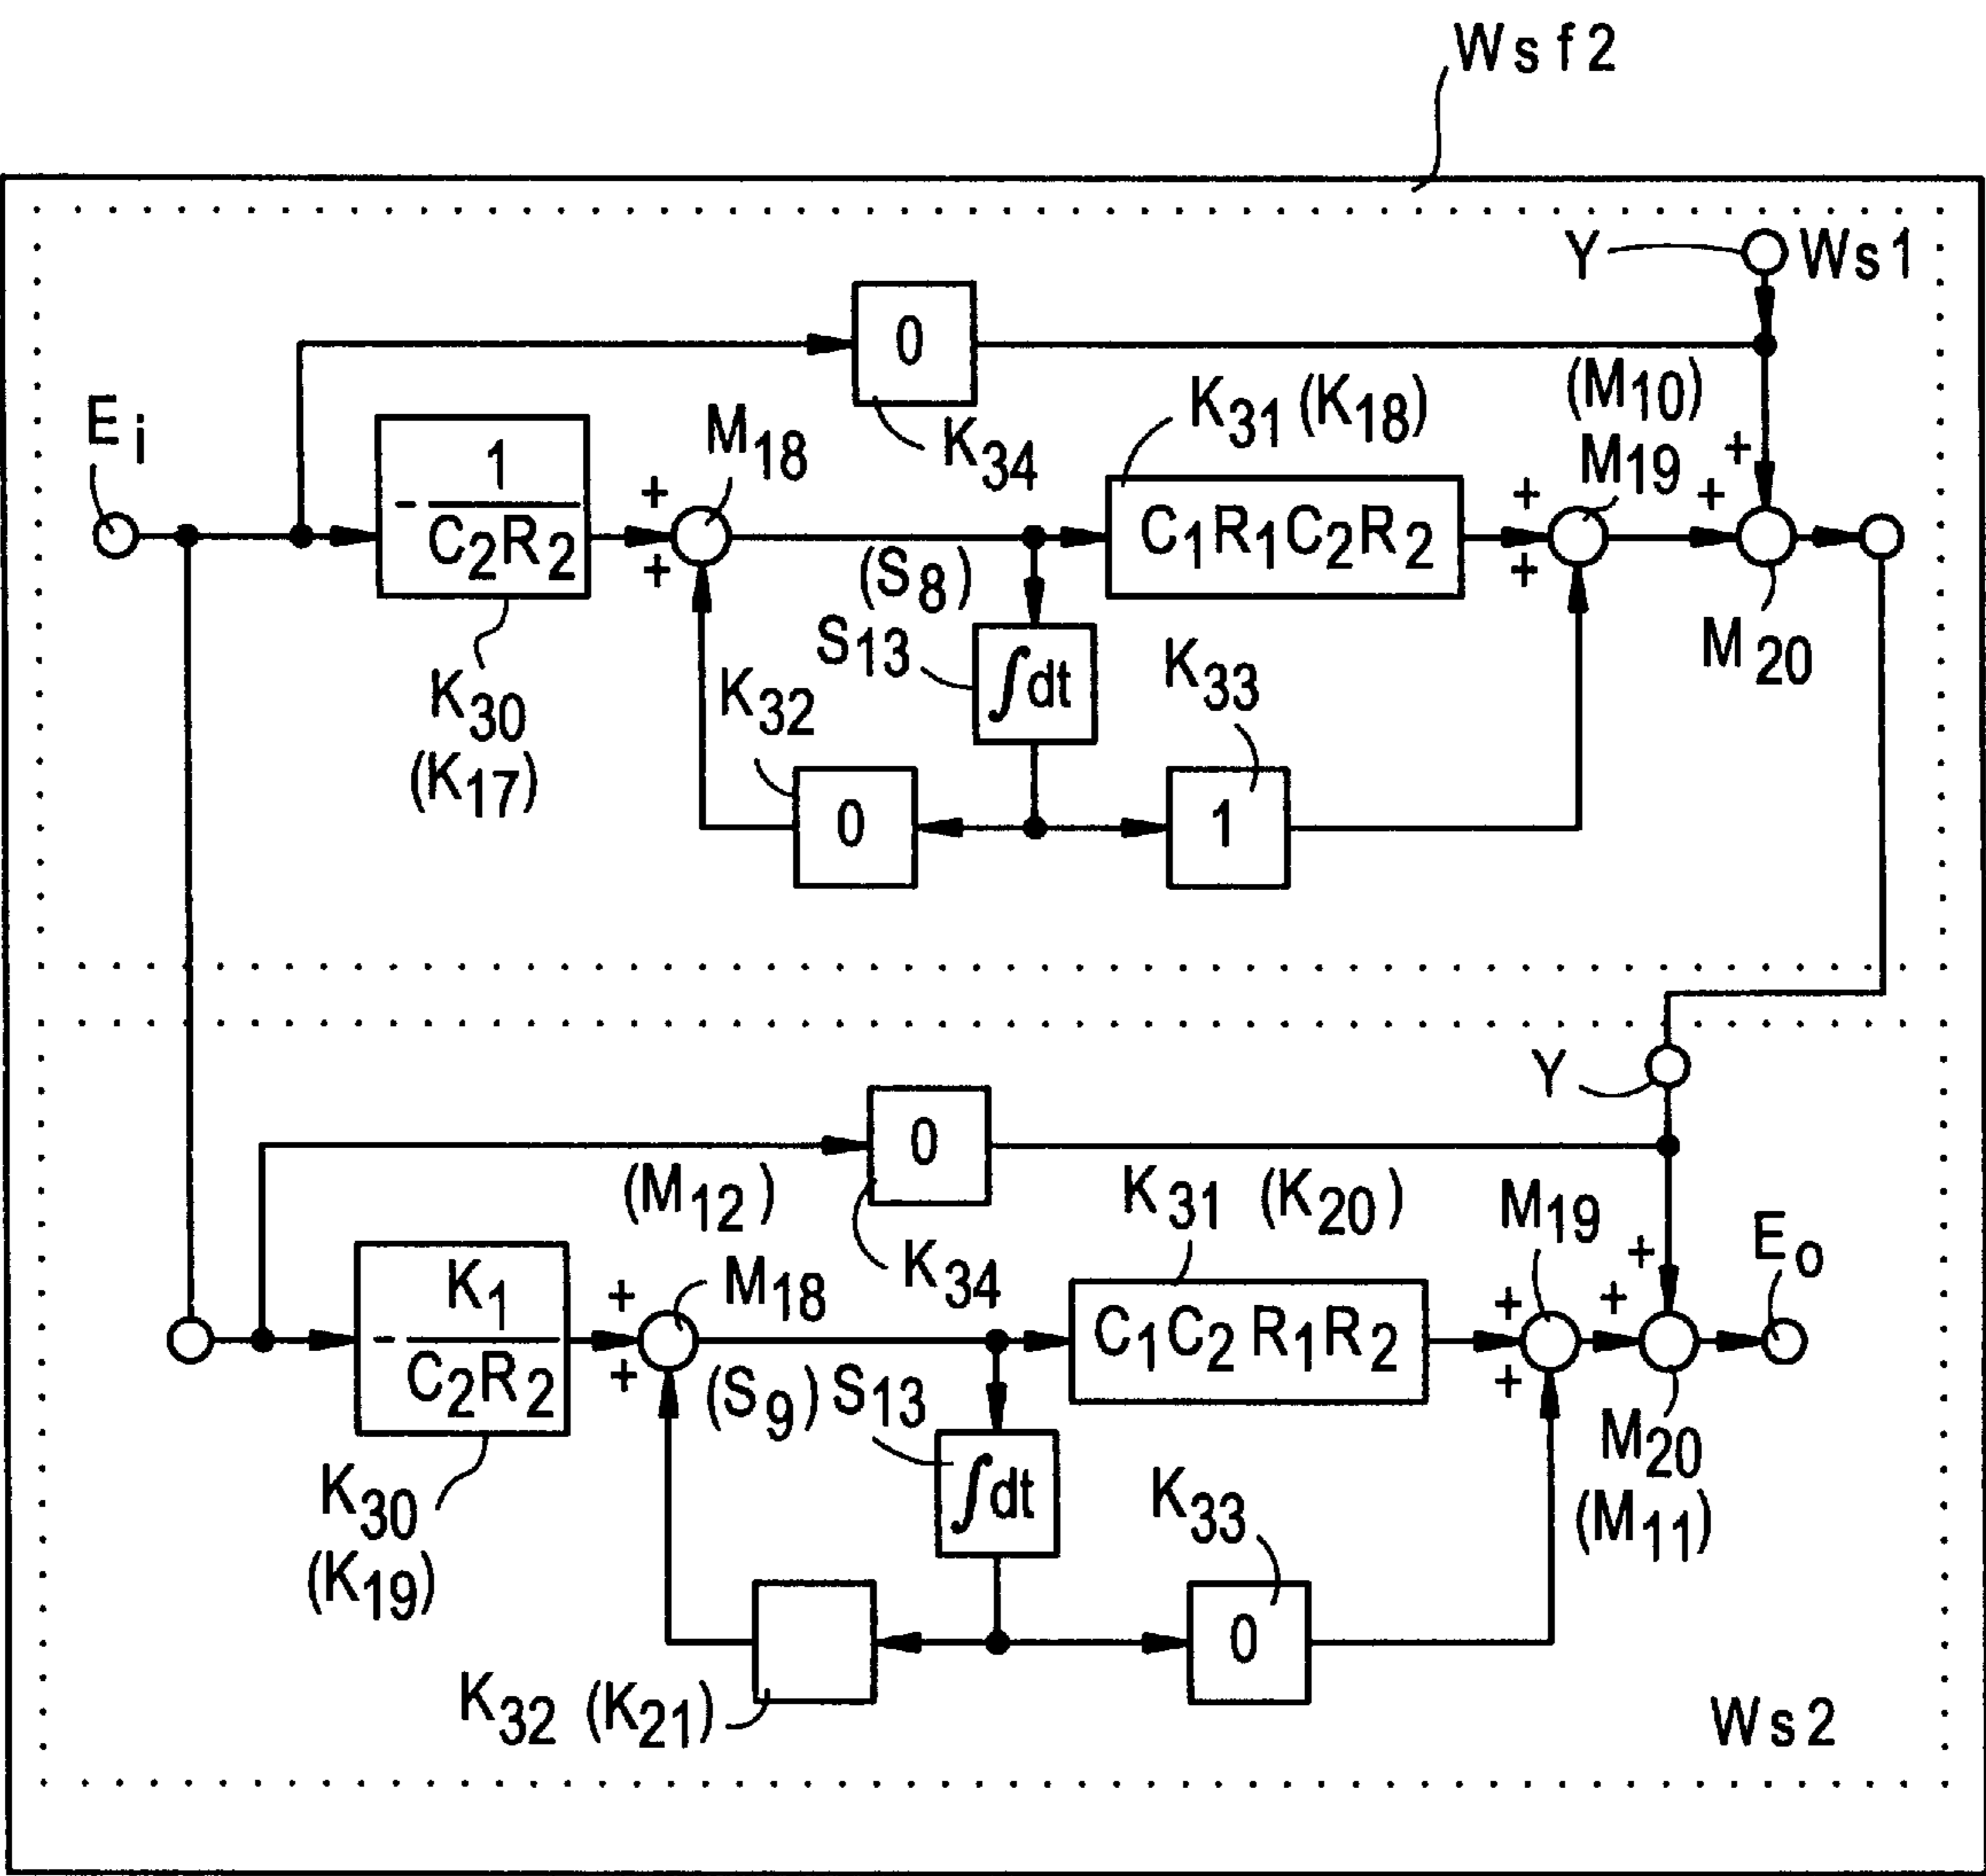 Wsf2
Y Ws1
0
(M10)
K31 (K18)
Ei
M18
K34
M19
+
1
- C2R2
+
+
C1R1C2R2
+
+
+
(S8)
M20
S13
∫dt
K33
K32
K30
(K17)
0
1
Y
0
(M12)
K31 (K20)
M19
Eo
K34
K1
- C2R2
+
M18
+
C1C2 R1R2
+
+
+
+
(S9) S13
M20
(M11)
K30
(K19)
∫dt
K33
0
K32 (K21)
Ws2